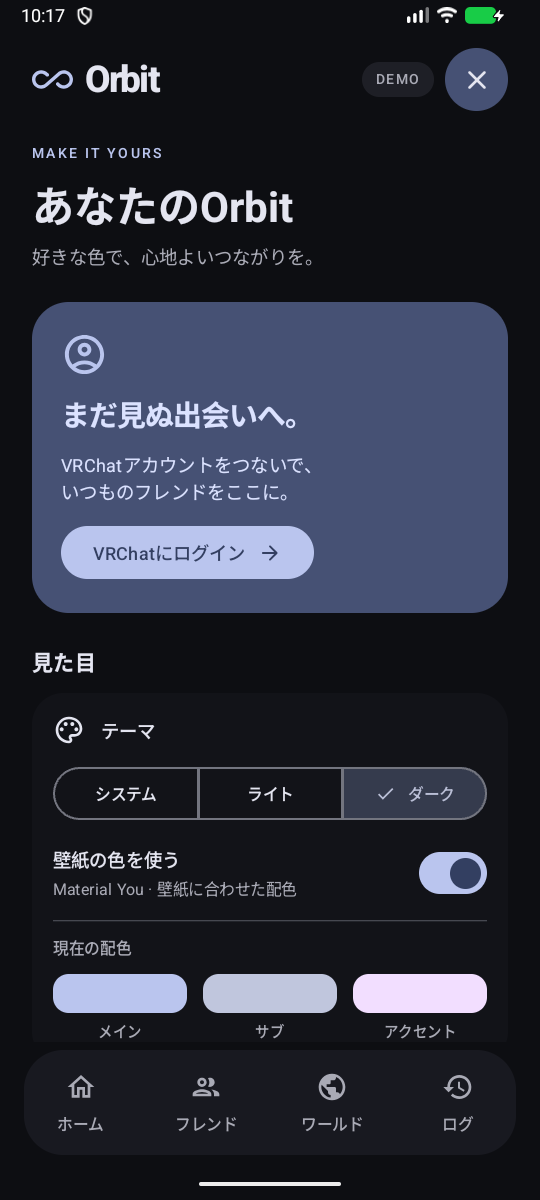 10:17
Orbit
DEMO
MAKE IT YOURS
あなたのOrbit
好きな色で、心地よいつながりを。
まだ見ぬ出会いへ。
VRChatアカウントをつないで、
いつものフレンドをここに。
VRChatにログイン
見た目
テーマ
システム
ライト
ダーク
壁紙の色を使う
Material You · 壁紙に合わせた配色
現在の配色
メイン
サブ
アクセント
ホーム
フレンド
ワールド
ログ